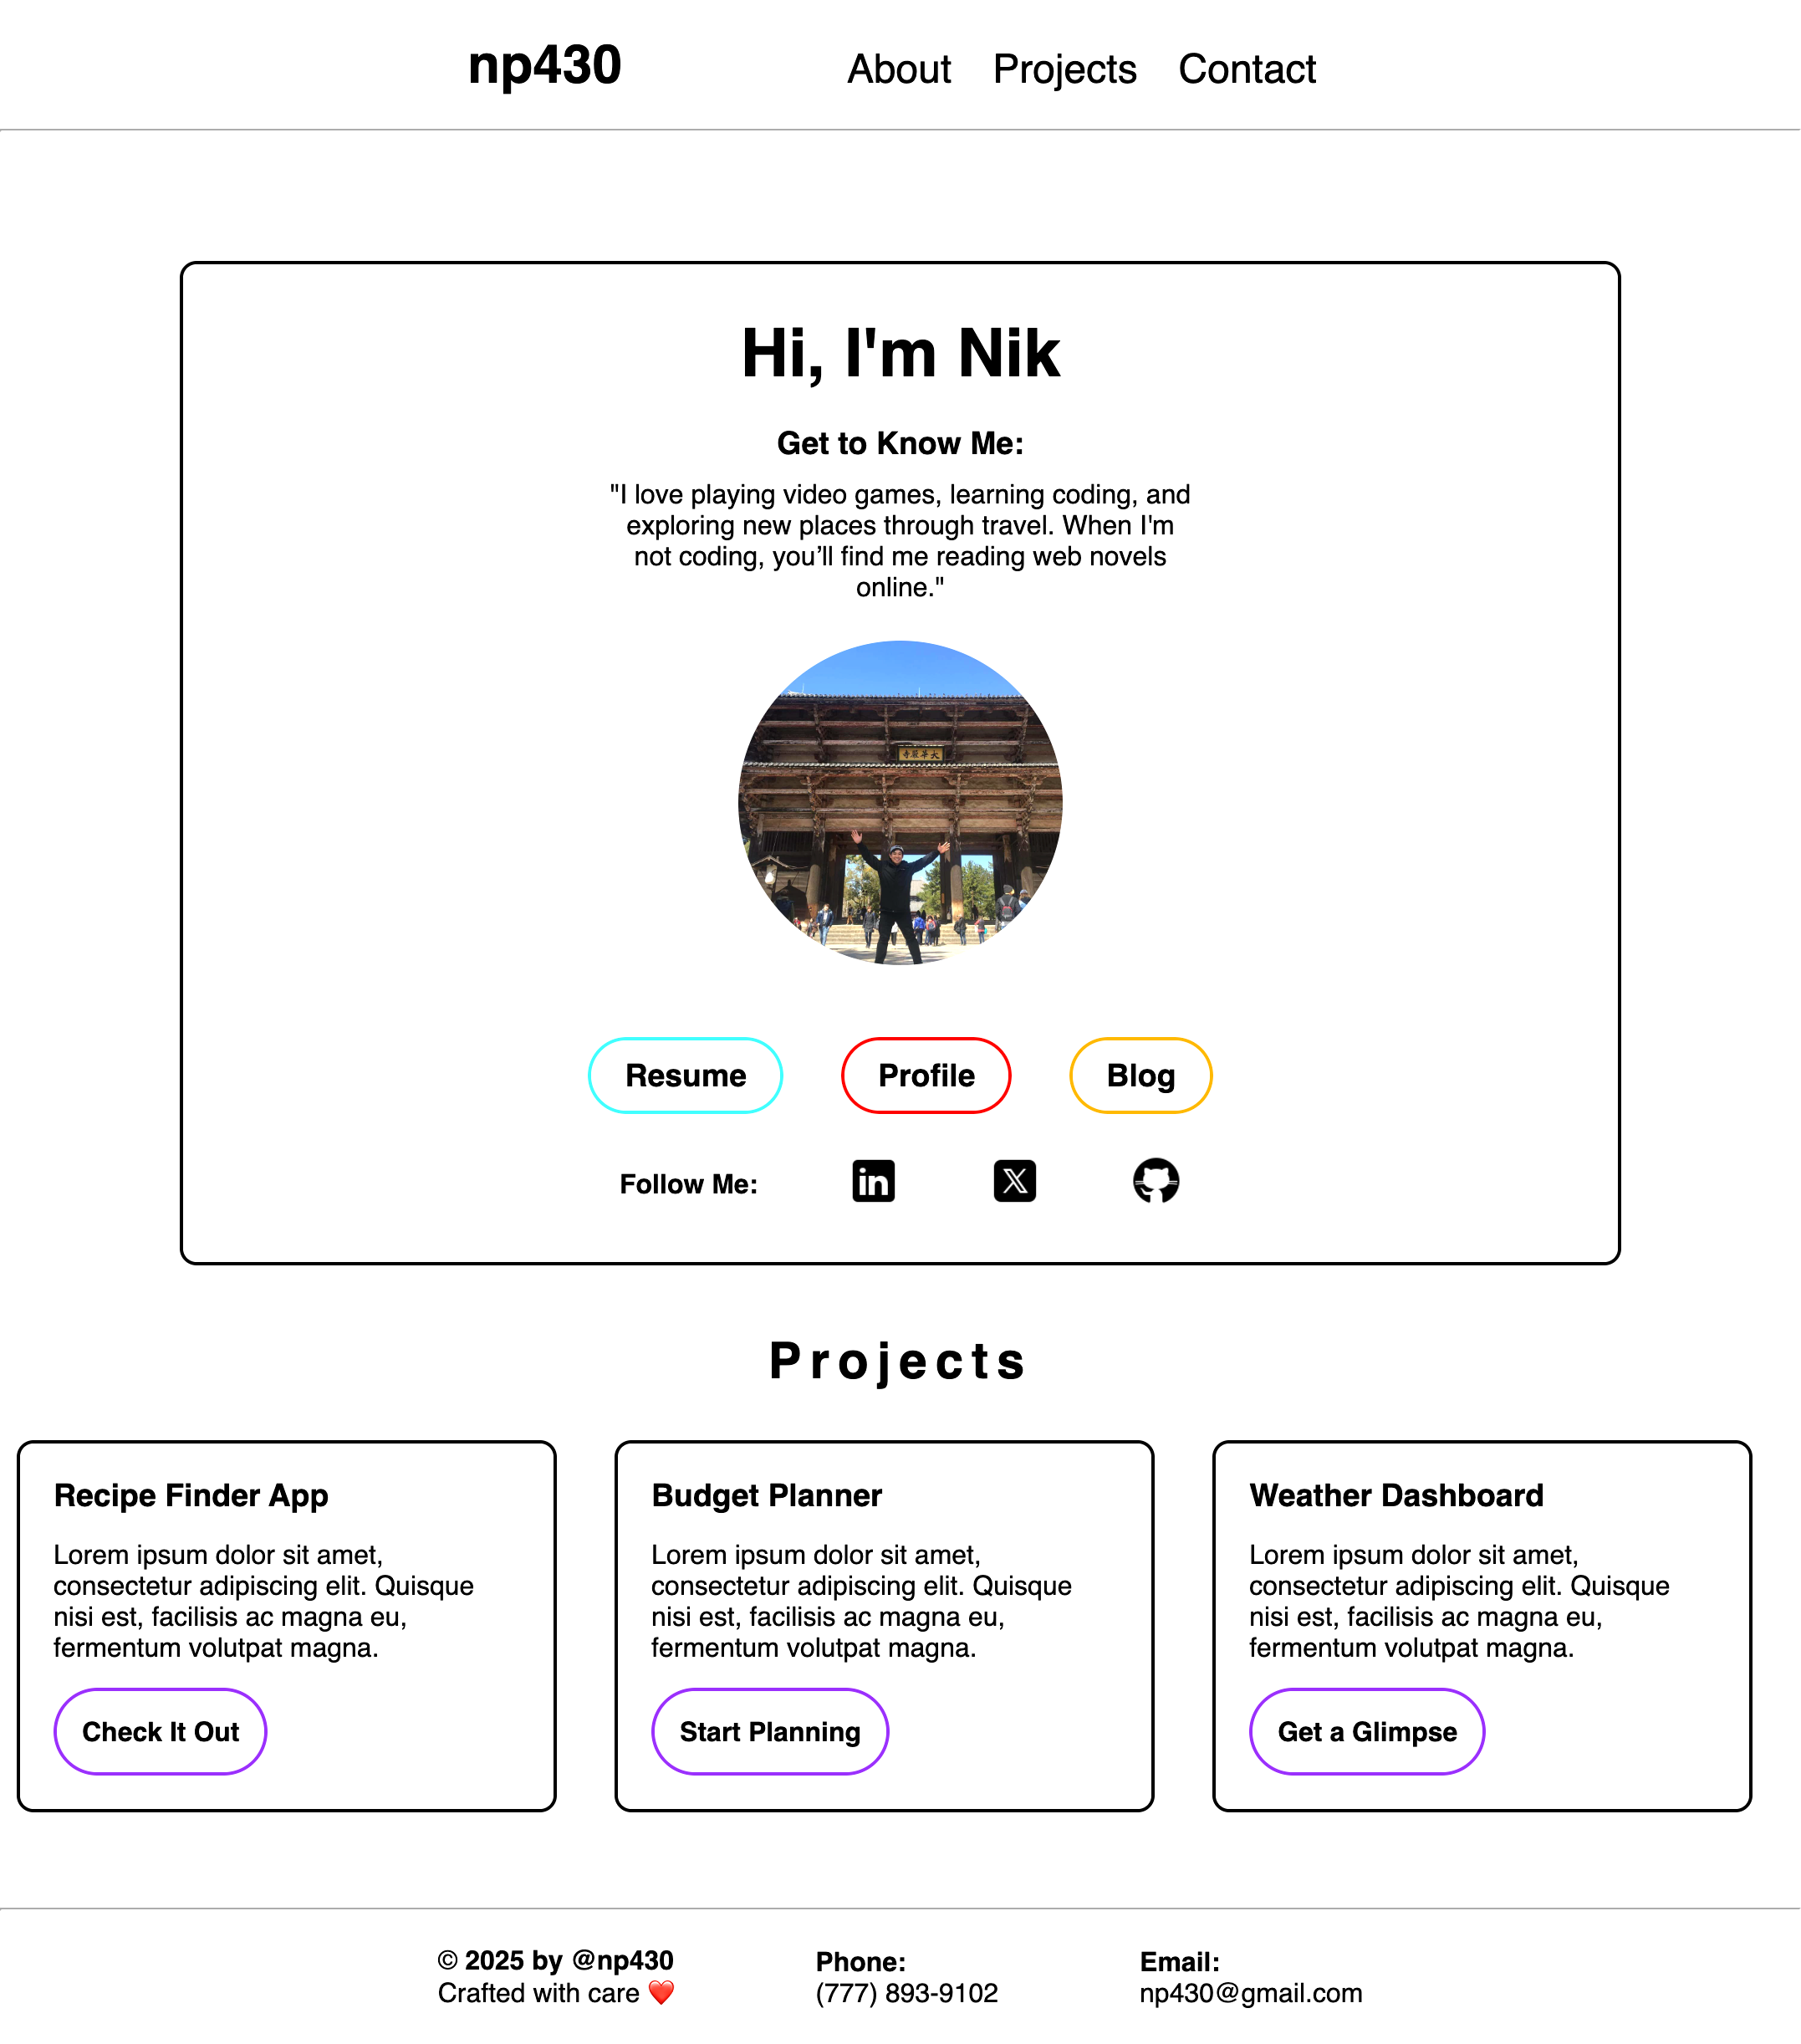 np430
About Projects Contact
Hi, I'm Nik
Get to Know Me:
"I love playing video games, learning coding, and
exploring new places through travel. When I'm
not coding, you’ll find me reading web novels
online."
寺嚴華大
Resume
Profile
Blog
Follow Me:
in
X
Projects
Recipe Finder App
Lorem ipsum dolor sit amet,
consectetur adipiscing elit. Quisque
nisi est, facilisis ac magna eu,
fermentum volutpat magna.
Check It Out
Budget Planner
Lorem ipsum dolor sit amet,
consectetur adipiscing elit. Quisque
nisi est, facilisis ac magna eu,
fermentum volutpat magna.
Start Planning
Weather Dashboard
Lorem ipsum dolor sit amet,
consectetur adipiscing elit. Quisque
nisi est, facilisis ac magna eu,
fermentum volutpat magna.
Get a Glimpse
© 2025 by @np430
Crafted with care ❤️
Phone:
(777) 893-9102
Email:
np430@gmail.com